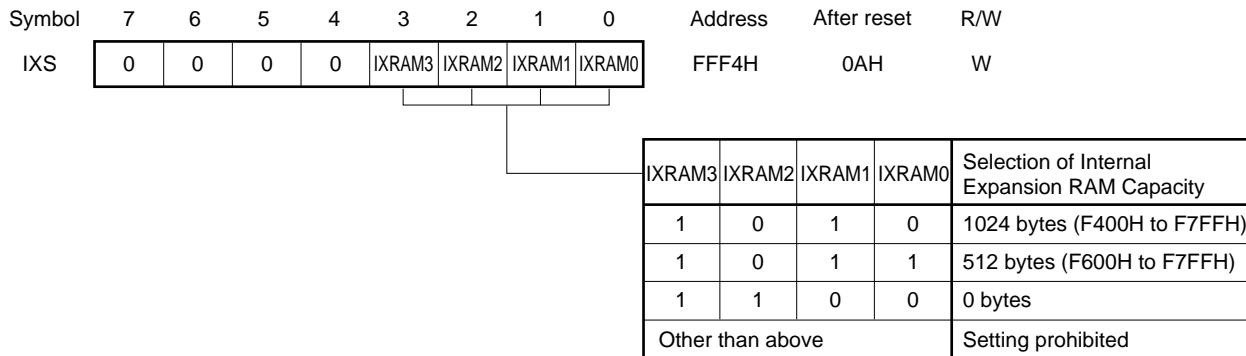 Symbol 7 6 5 4 3 2 1 0 Address After reset R/W
IXS 0 0 0 0 IXRAM3 IXRAM2 IXRAM1 IXRAM0 FFF4H 0AH W
IXRAM3 IXRAM2 IXRAM1 IXRAM0 Selection of Internal
Expansion RAM Capacity
1 0 1 0 1024 bytes (F400H to F7FFH)
1 0 1 1 512 bytes (F600H to F7FFH)
1 1 0 0 0 bytes
Other than above Setting prohibited